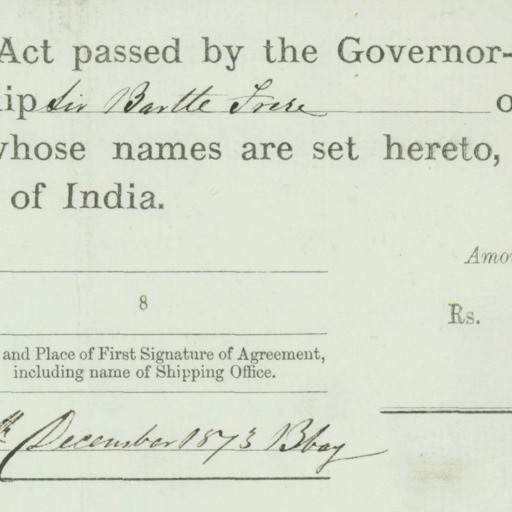 Act passed by the Governor-
ip Sir Bartle Frere o
whose names are set hereto,
of India.
Amou
8
Rs.
and Place of First Signature of Agreement,
including name of Shipping Office.
th December 1873 Bbay